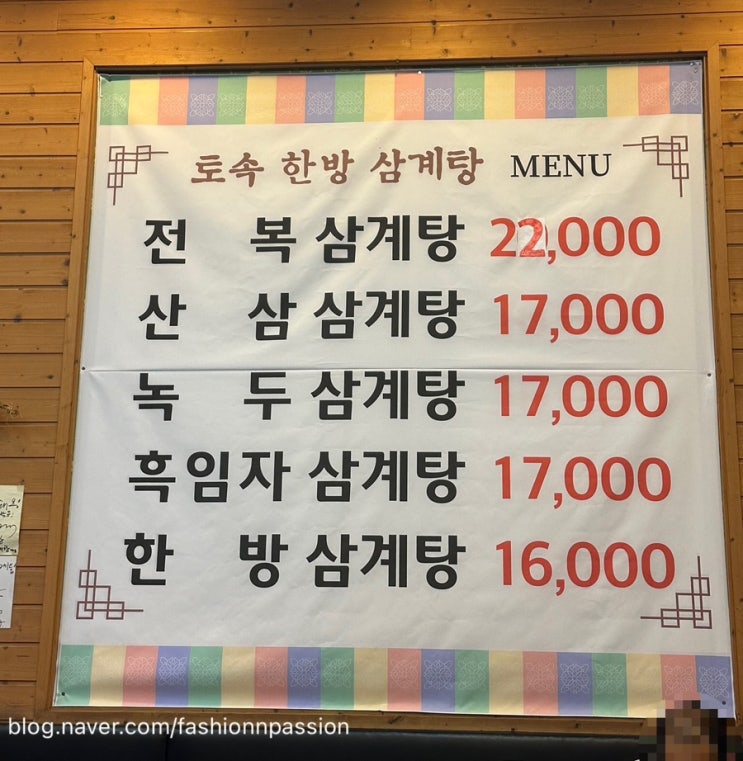 토속 한방 삼계탕 MENU
전 복 삼계탕 22,000
산 삼 삼계탕 17,000
녹 두 삼계탕 17,000
흑임자 삼계탕 17,000
한 방 삼계탕 16,000
blog.naver.com/fashionnpassion